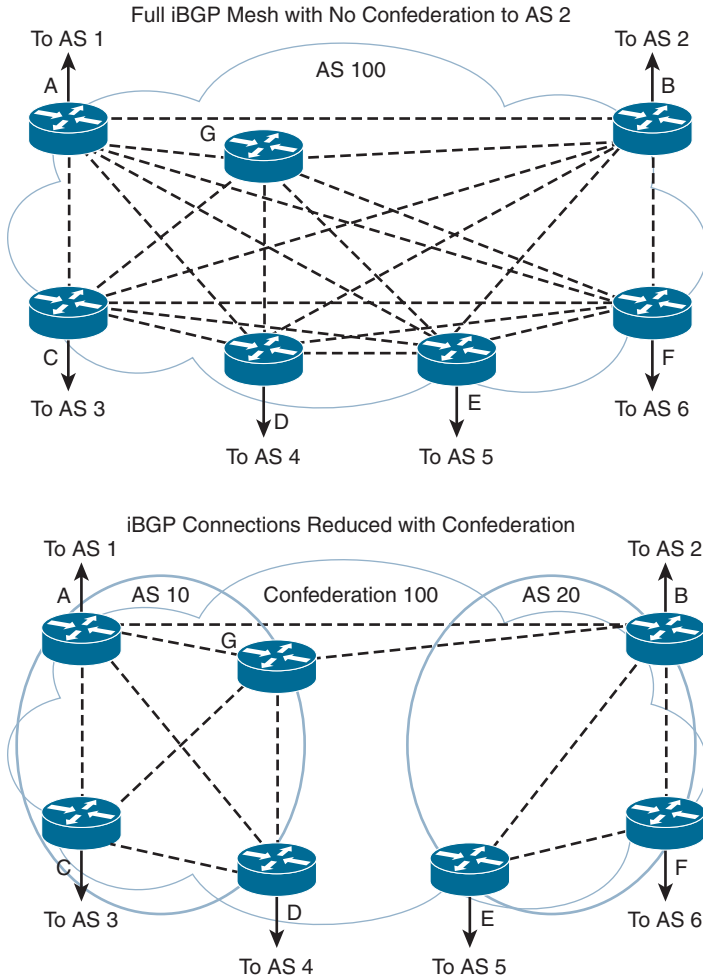 Full iBGP Mesh with No Confederation to AS 2
To AS 1
To AS 2
A
AS 100
B
G
C
D
E
F
To AS 3
To AS 4
To AS 5
To AS 6
iBGP Connections Reduced with Confederation
To AS 1
To AS 2
A
AS 10
Confederation 100
AS 20
B
G
C
D
E
F
To AS 3
To AS 4
To AS 5
To AS 6